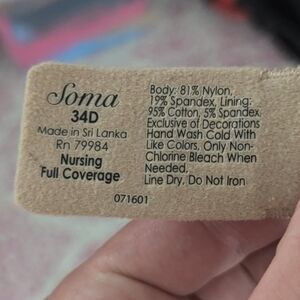 Soma
34D
Made in Sri Lanka
Rn 79984
Nursing
Full Coverage
Body: 81% Nylon,
19% Spandex, Lining:
95% Cotton, 5% Spandex
Exclusive of Decorations
Hand Wash Cold With
Like Colors, Only Non-
Chlorine Bleach When
Needed,
Line Dry, Do Not Iron
071601